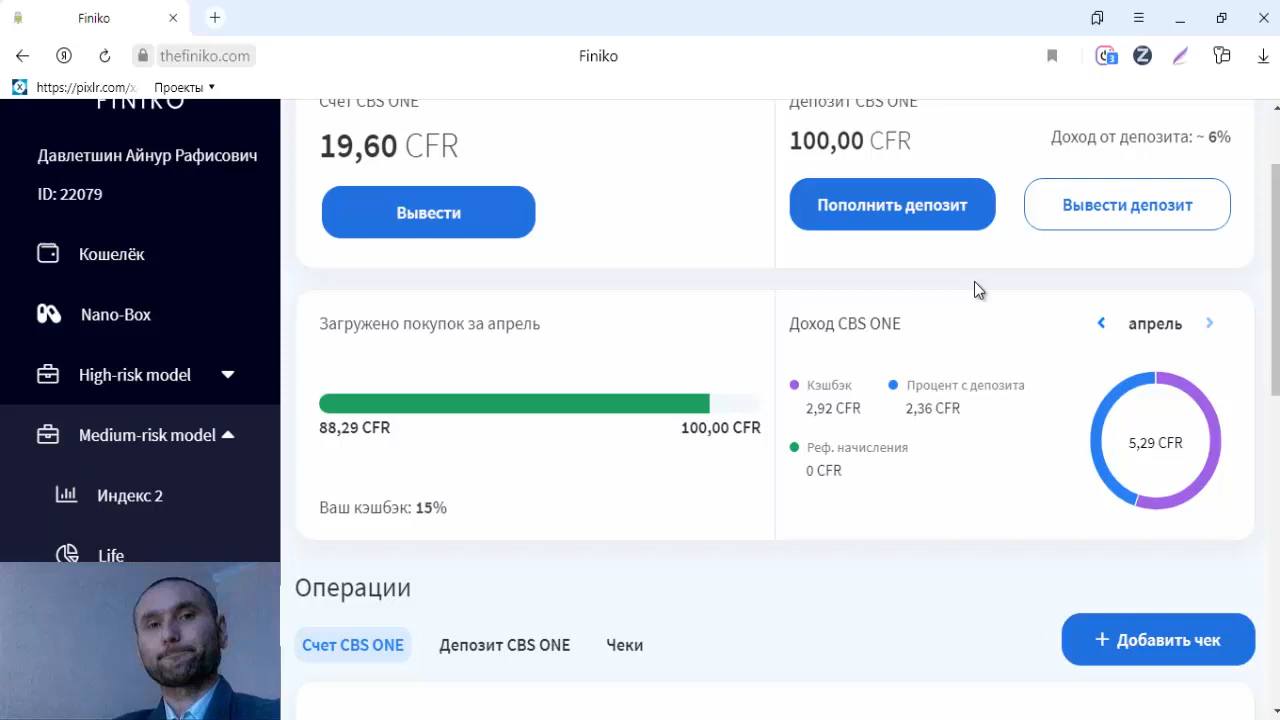 Finiko
thefiniko.com
Finiko
https://pixlr.com/x
Проекты
FINIKO
Давлетшин Айнур Рафисович
ID: 22079
Кошелёк
Nano-Box
High-risk model
Medium-risk model
Индекс 2
Life
Счет CBS ONE
19,60 CFR
Вывести
Депозит CBS ONE
100,00 CFR
Доход от депозита: ~ 6%
Пополнить депозит
Вывести депозит
Загружено покупок за апрель
88,29 CFR
100,00 CFR
Ваш кэшбэк: 15%
Доход CBS ONE
апрель
Кэшбэк
2,92 CFR
Процент с депозита
2,36 CFR
Реф. начисления
0 CFR
5,29 CFR
Операции
Счет CBS ONE
Депозит CBS ONE
Чеки
+ Добавить чек